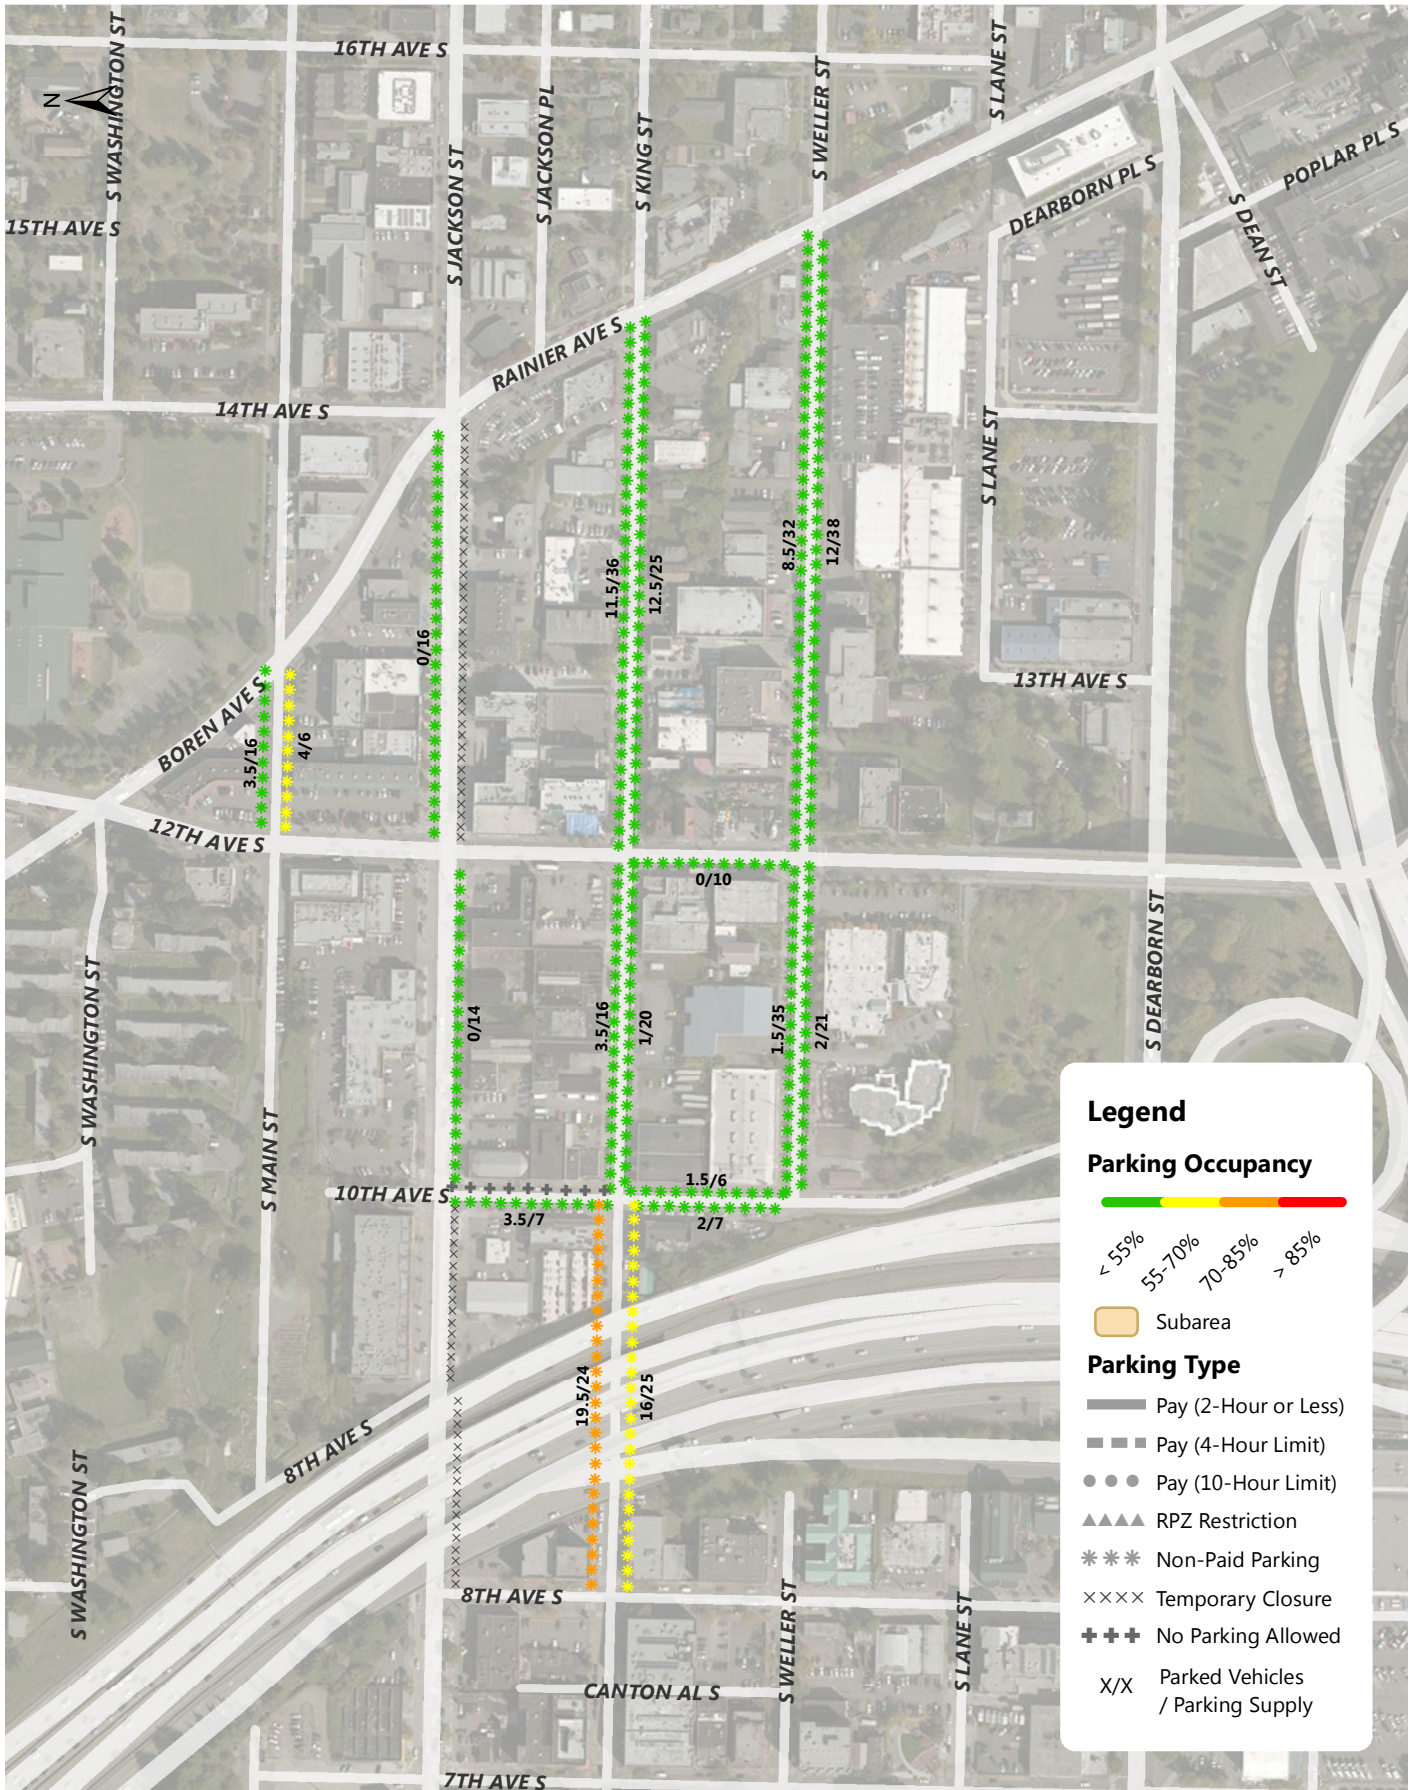 16TH AVE S
S WASHINGTON ST
N
15TH AVE S
S JACKSON ST
S JACKSON PL
S KING ST
S WELLER ST
S LANE ST
DEARBORN PL S
POPLAR PL S
S DEAN ST
RAINIER AVE S
14TH AVE S
S LANE ST
11.5/36
12.5/25
8.5/32
12/38
0/16
13TH AVE S
BOREN AVE S
3.5/16
4/6
12TH AVE S
0/10
S WASHINGTON ST
S DEARBORN ST
0/14
3.5/16
1/20
1.5/35
2/21
S MAIN ST
10TH AVE S
1.5/6
3.5/7
2/7
19.5/24
16/25
8TH AVE S
S WASHINGTON ST
8TH AVE S
S WELLER ST
S LANE ST
CANTON AL S
7TH AVE S
Legend
Parking Occupancy
< 55%
55-70%
70-85%
> 85%
Subarea
Parking Type
Pay (2-Hour or Less)
Pay (4-Hour Limit)
Pay (10-Hour Limit)
RPZ Restriction
Non-Paid Parking
Temporary Closure
No Parking Allowed
X/X
Parked Vehicles
/ Parking Supply